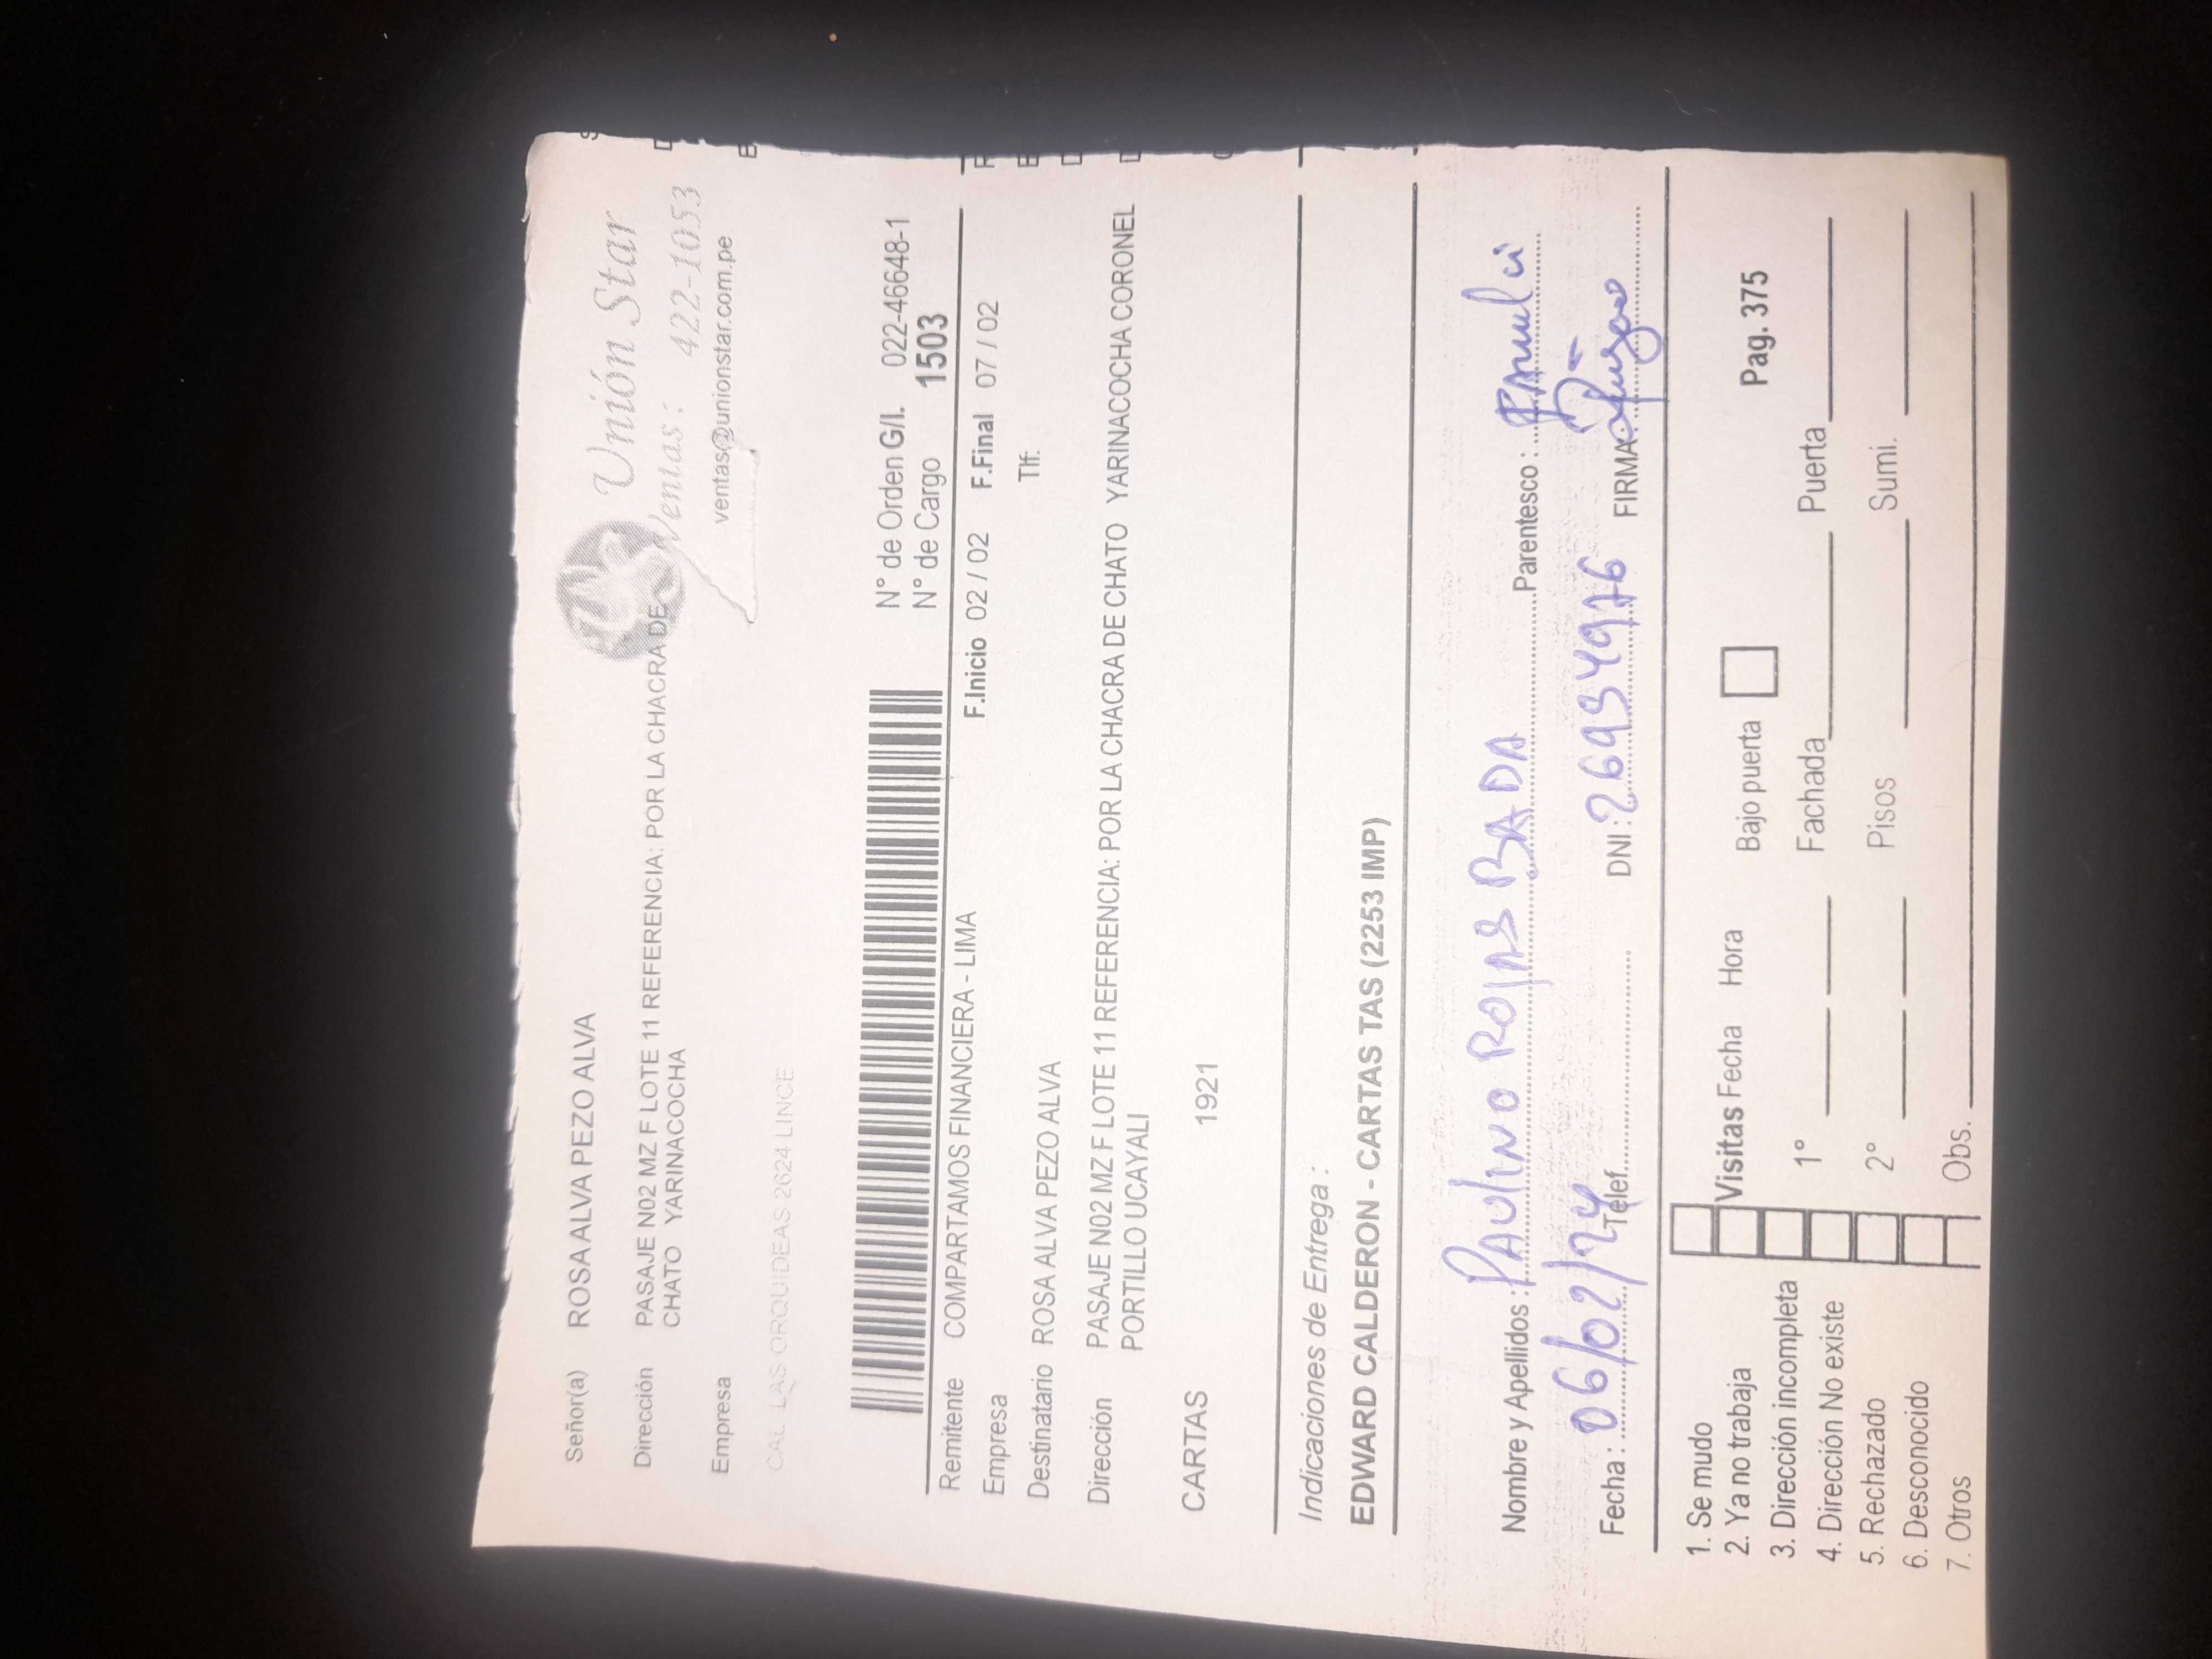 Unión Star
Ventas: 422-1053
ventas@unionstar.com.pe
Señor(a) ROSA ALVA PEZO ALVA
Dirección PASAJE N02 MZ F LOTE 11 REFERENCIA: POR LA CHACRA DE
CHATO YARINACOCHA
Empresa
CAL LAS ORQUIDEAS 2624 LINCE
N° de Orden G/I. 022-46648-1
N° de Cargo 1503
Remitente COMPARTAMOS FINANCIERA - LIMA F.Inicio 02 / 02 F.Final 07 / 02
Empresa Tlf:
Destinatario ROSA ALVA PEZO ALVA
Dirección PASAJE N02 MZ F LOTE 11 REFERENCIA: POR LA CHACRA DE CHATO YARINACOCHA CORONEL
PORTILLO UCAYALI
CARTAS 1921
Indicaciones de Entrega :
EDWARD CALDERON - CARTAS TAS (2253 IMP)
Nombre y Apellidos : PAULINO ROJAS BADA Parentesco :
Fecha : 06/02/24 Telef. DNI : 26934976 FIRMA:
1. Se mudo
2. Ya no trabaja Visitas Fecha Hora Bajo puerta Pag. 375
3. Dirección incompleta 1° Fachada Puerta
4. Dirección No existe
5. Rechazado 2° Pisos Sumi.
6. Desconocido
7. Otros Obs.